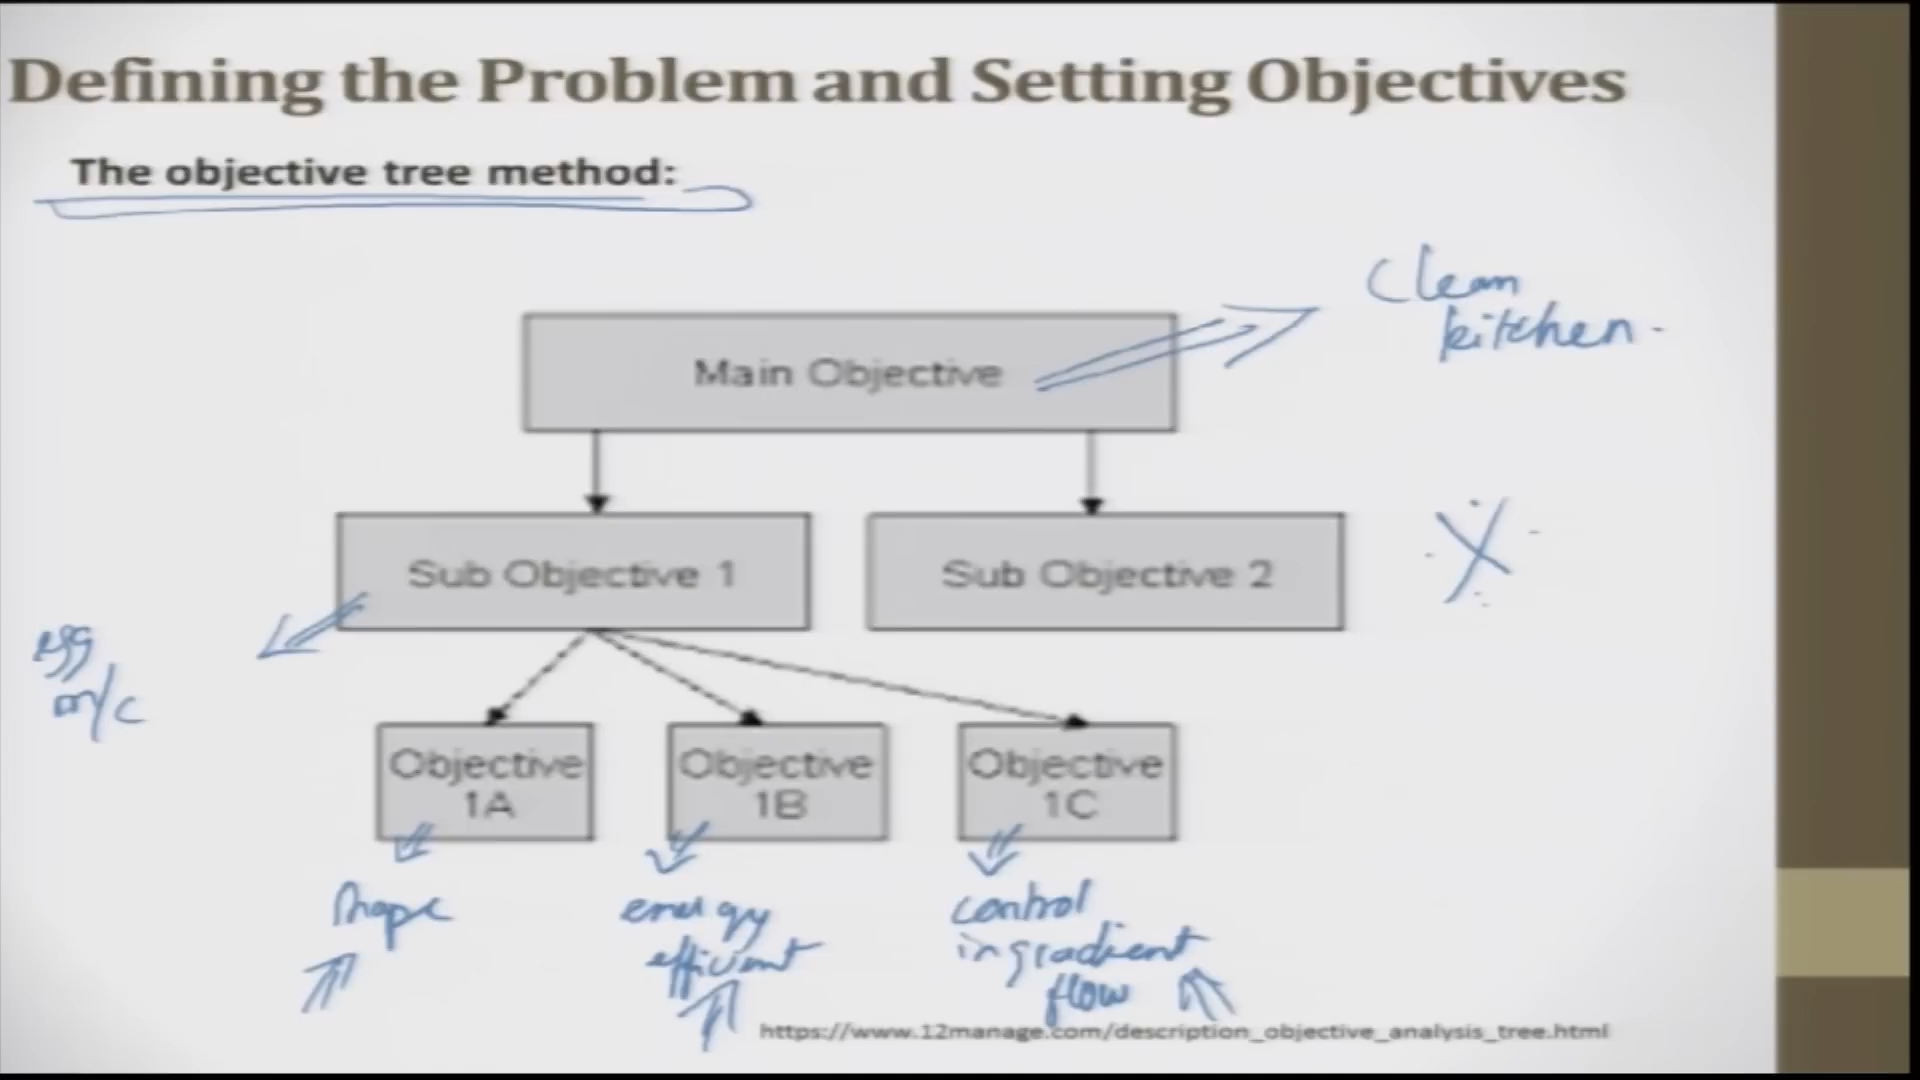 Defining the Problem and Setting Objectives
The objective tree method:
Clean
kitchen.
Main Objective
Sub Objective 1
Sub Objective 2
X
egg
m/c
Objective
1A
Objective
1B
Objective
1C
Shape
energy
efficient
control
ingradient
flow
https://www.12manage.com/description_objective_analysis_tree.html